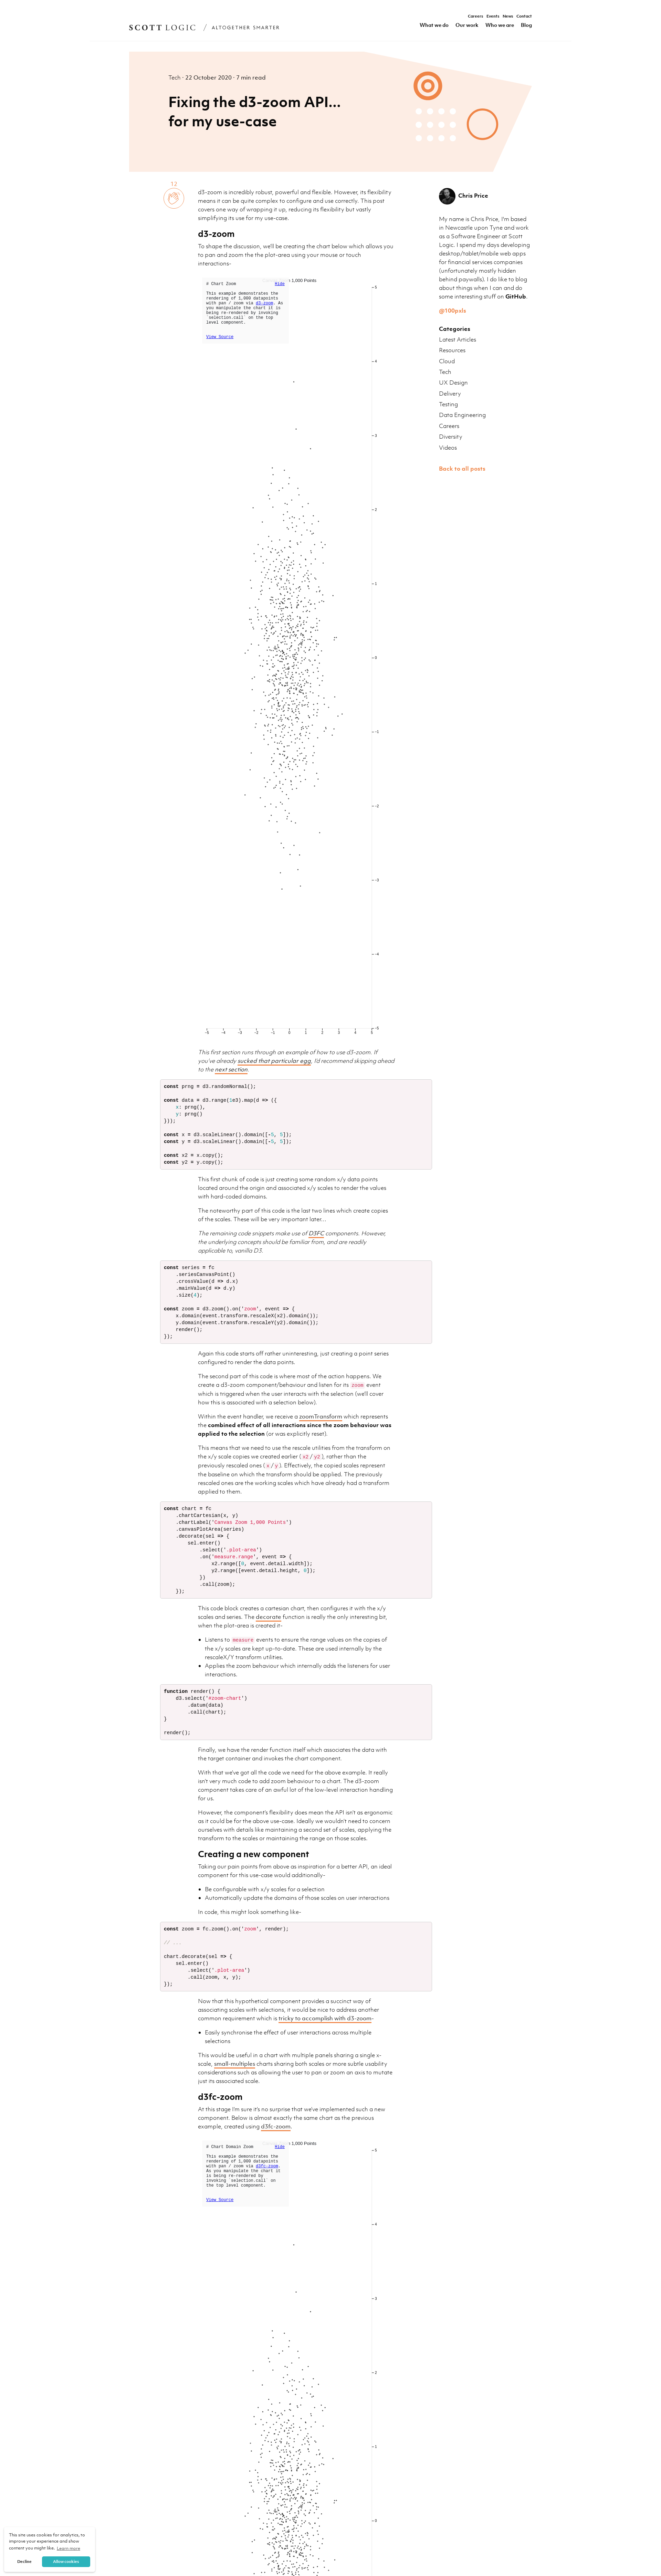 Careers Events News Contact
SCOTT LOGIC / ALTOGETHER SMARTER
What we do Our work Who we are Blog
Tech · 22 October 2020 · 7 min read
Fixing the d3-zoom API...
for my use-case
12
d3-zoom is incredibly robust, powerful and flexible. However, its flexibility
means it can be quite complex to configure and use correctly. This post
covers one way of wrapping it up, reducing its flexibility but vastly
simplifying its use for my use-case.
d3-zoom
To shape the discussion, we'll be creating the chart below which allows you
to pan and zoom the plot-area using your mouse or touch
interactions-
1,000 Points
# Chart Zoom Hide
This example demonstrates the
rendering of 1,000 datapoints
with pan / zoom via d3-zoom. As
you manipulate the chart it is
being re-rendered by invoking
`selection.call` on the top
level component.
View Source
5
4
3
2
1
0
-1
-2
-3
-4
-5
-5 -4 -3 -2 -1 0 1 2 3 4 5
This first section runs through an example of how to use d3-zoom. If
you've already sucked that particular egg, I'd recommend skipping ahead
to the next section.
const prng = d3.randomNormal();
const data = d3.range(1e3).map(d => ({
x: prng(),
y: prng()
}));
const x = d3.scaleLinear().domain([-5, 5]);
const y = d3.scaleLinear().domain([-5, 5]);
const x2 = x.copy();
const y2 = y.copy();
This first chunk of code is just creating some random x/y data points
located around the origin and associated x/y scales to render the values
with hard-coded domains.
The noteworthy part of this code is the last two lines which create copies
of the scales. These will be very important later...
The remaining code snippets make use of D3FC components. However,
the underlying concepts should be familiar from, and are readily
applicable to, vanilla D3.
const series = fc
.seriesCanvasPoint()
.crossValue(d => d.x)
.mainValue(d => d.y)
.size(4);
const zoom = d3.zoom().on('zoom', event => {
x.domain(event.transform.rescaleX(x2).domain());
y.domain(event.transform.rescaleY(y2).domain());
render();
});
Again this code starts off rather uninteresting, just creating a point series
configured to render the data points.
The second part of this code is where most of the action happens. We
create a d3-zoom component/behaviour and listen for its zoom event
which is triggered when the user interacts with the selection (we'll cover
how this is associated with a selection below).
Within the event handler, we receive a zoomTransform which represents
the combined effect of all interactions since the zoom behaviour was
applied to the selection (or was explicitly reset).
This means that we need to use the rescale utilities from the transform on
the x/y scale copies we created earlier ( x2 / y2 ), rather than the
previously rescaled ones ( x / y ). Effectively, the copied scales represent
the baseline on which the transform should be applied. The previously
rescaled ones are the working scales which have already had a transform
applied to them.
const chart = fc
.chartCartesian(x, y)
.chartLabel('Canvas Zoom 1,000 Points')
.canvasPlotArea(series)
.decorate(sel => {
sel.enter()
.select('.plot-area')
.on('measure.range', event => {
x2.range([0, event.detail.width]);
y2.range([event.detail.height, 0]);
})
.call(zoom);
});
This code block creates a cartesian chart, then configures it with the x/y
scales and series. The decorate function is really the only interesting bit,
when the plot-area is created it-
• Listens to measure events to ensure the range values on the copies of
the x/y scales are kept up-to-date. These are used internally by the
rescaleX/Y transform utilities.
• Applies the zoom behaviour which internally adds the listeners for user
interactions.
function render() {
d3.select('#zoom-chart')
.datum(data)
.call(chart);
}
render();
Finally, we have the render function itself which associates the data with
the target container and invokes the chart component.
With that we've got all the code we need for the above example. It really
isn't very much code to add zoom behaviour to a chart. The d3-zoom
component takes care of an awful lot of the low-level interaction handling
for us.
However, the component's flexibility does mean the API isn't as ergonomic
as it could be for the above use-case. Ideally we wouldn't need to concern
ourselves with details like maintaining a second set of scales, applying the
transform to the scales or maintaining the range on those scales.
Creating a new component
Taking our pain points from above as inspiration for a better API, an ideal
component for this use-case would additionally-
• Be configurable with x/y scales for a selection
• Automatically update the domains of those scales on user interactions
In code, this might look something like-
const zoom = fc.zoom().on('zoom', render);
// ...
chart.decorate(sel => {
sel.enter()
.select('.plot-area')
.call(zoom, x, y);
});
Now that this hypothetical component provides a succinct way of
associating scales with selections, it would be nice to address another
common requirement which is tricky to accomplish with d3-zoom-
• Easily synchronise the effect of user interactions across multiple
selections
This would be useful in a chart with multiple panels sharing a single x-
scale, small-multiples charts sharing both scales or more subtle usability
considerations such as allowing the user to pan or zoom an axis to mutate
just its associated scale.
d3fc-zoom
At this stage I'm sure it's no surprise that we've implemented such a new
component. Below is almost exactly the same chart as the previous
example, created using d3fc-zoom.
1,000 Points
# Chart Domain Zoom Hide
This example demonstrates the
rendering of 1,000 datapoints
with pan / zoom via d3fc-zoom.
As you manipulate the chart it
is being re-rendered by
invoking `selection.call` on
the top level component.
View Source
5
4
3
2
1
0
Chris Price
My name is Chris Price, I'm based
in Newcastle upon Tyne and work
as a Software Engineer at Scott
Logic. I spend my days developing
desktop/tablet/mobile web apps
for financial services companies
(unfortunately mostly hidden
behind paywalls). I do like to blog
about things when I can and do
some interesting stuff on GitHub.
@100pxls
Categories
Latest Articles
Resources
Cloud
Tech
UX Design
Delivery
Testing
Data Engineering
Careers
Diversity
Videos
Back to all posts
This site uses cookies for analytics, to
improve your experience and show
content you might like. Learn more
Decline Allow cookies